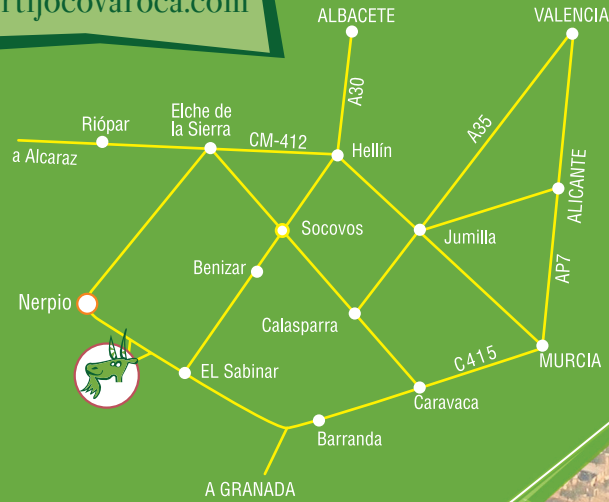 rtijocovaroca.com
ALBACETE
VALENCIA
A30
A35
Elche de
la Sierra
Riópar
a Alcaraz
CM-412
Hellín
ALICANTE
Socovos
Jumilla
Benizar
AP7
Nerpio
Calasparra
EL Sabinar
C415
MURCIA
Caravaca
Barranda
A GRANADA